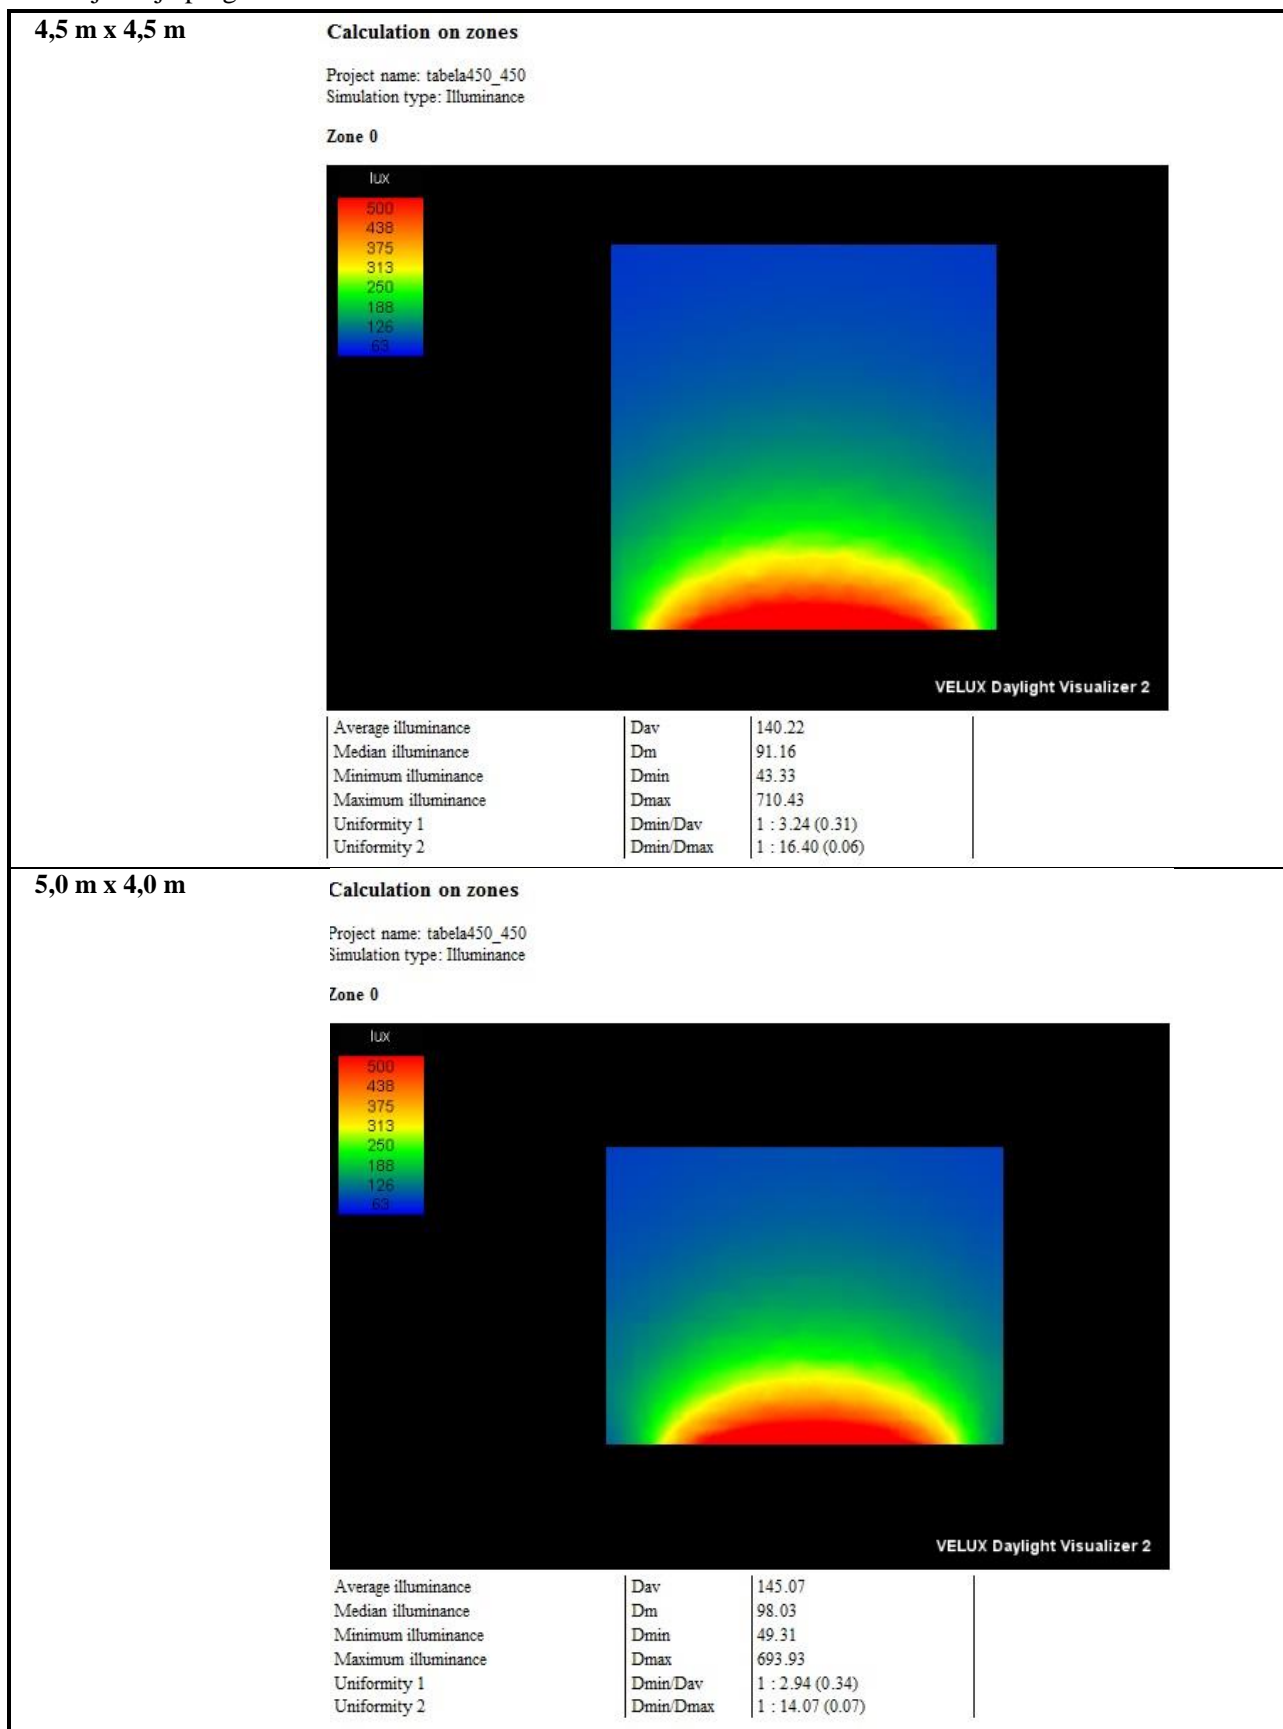 4,5 m x 4,5 m
Calculation on zones
Project name: tabela450_450
Simulation type: Illuminance
Zone 0
lux
500
438
375
313
250
188
126
63
VELUX Daylight Visualizer 2
Average illuminance Dav 140.22
Median illuminance Dm 91.16
Minimum illuminance Dmin 43.33
Maximum illuminance Dmax 710.43
Uniformity 1 Dmin/Dav 1 : 3.24 (0.31)
Uniformity 2 Dmin/Dmax 1 : 16.40 (0.06)
5,0 m x 4,0 m
Calculation on zones
Project name: tabela450_450
Simulation type: Illuminance
Zone 0
lux
500
438
375
313
250
188
126
63
VELUX Daylight Visualizer 2
Average illuminance Dav 145.07
Median illuminance Dm 98.03
Minimum illuminance Dmin 49.31
Maximum illuminance Dmax 693.93
Uniformity 1 Dmin/Dav 1 : 2.94 (0.34)
Uniformity 2 Dmin/Dmax 1 : 14.07 (0.07)